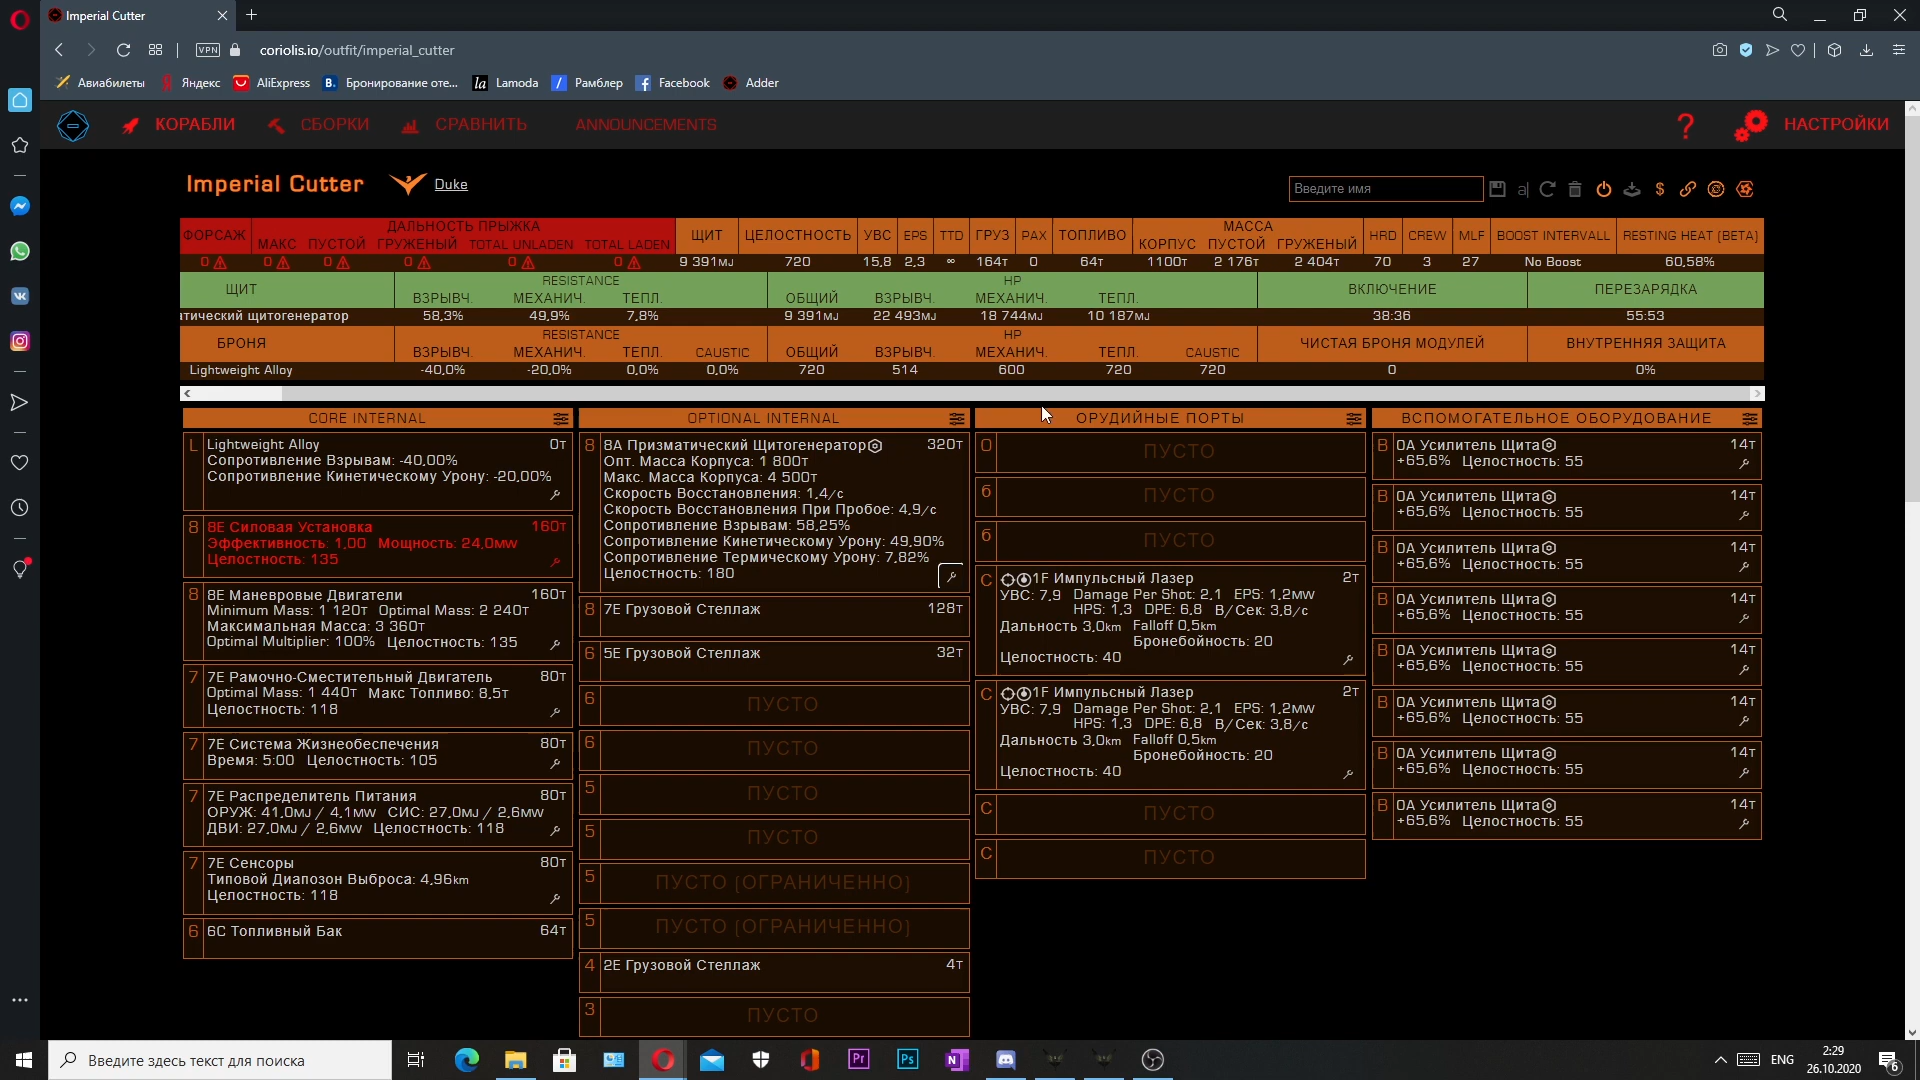 Imperial Cutter
VPN
coriolis.io/outfit/imperial_cutter
Авиабилеты Яндекс AliExpress Бронирование оте... Lamoda Рамблер Facebook Adder
КОРАБЛИ СБОРКИ СРАВНИТЬ ANNOUNCEMENTS НАСТРОЙКИ
Imperial Cutter Duke
Введите имя
ФОРСАЖ ДАЛЬНОСТЬ ПРЫЖКА ЩИТ ЦЕЛОСТНОСТЬ УВС EPS TTD ГРУЗ PAX ТОПЛИВО МАССА HRD CREW MLF BOOST INTERVALL RESTING HEAT (BETA)
МАКС ПУСТОЙ ГРУЖЕНЫЙ TOTAL UNLADEN TOTAL LADEN КОРПУС ПУСТОЙ ГРУЖЕНЫЙ
0 0 0 0 0 0 9 391MJ 720 15,8 2,3 ∞ 164т 0 64т 1100т 2 176т 2 404т 70 3 27 No Boost 60,58%
ЩИТ RESISTANCE HP ВКЛЮЧЕНИЕ ПЕРЕЗАРЯДКА
ВЗРЫВЧ. МЕХАНИЧ. ТЕПЛ. ОБЩИЙ ВЗРЫВЧ. МЕХАНИЧ. ТЕПЛ.
тический щитогенератор 58,3% 49,9% 7,8% 9 391MJ 22 493MJ 18 744MJ 10 187MJ 38:36 55:53
БРОНЯ RESISTANCE HP ЧИСТАЯ БРОНЯ МОДУЛЕЙ ВНУТРЕННЯЯ ЗАЩИТА
ВЗРЫВЧ. МЕХАНИЧ. ТЕПЛ. CAUSTIC ОБЩИЙ ВЗРЫВЧ. МЕХАНИЧ. ТЕПЛ. CAUSTIC
Lightweight Alloy -40,0% -20,0% 0,0% 0,0% 720 514 600 720 720 0 0%
CORE INTERNAL
L Lightweight Alloy 0т
Сопротивление Взрывам: -40,00%
Сопротивление Кинетическому Урону: -20,00%
8 8E Силовая Установка 160т
Эффективность: 1,00 Мощность: 24,0MW
Целостность: 135
8 8E Маневровые Двигатели 160т
Minimum Mass: 1 120т Optimal Mass: 2 240т
Максимальная Масса: 3 360т
Optimal Multiplier: 100% Целостность: 135
7 7E Рамочно-Сместительный Двигатель 80т
Optimal Mass: 1 440т Макс Топливо: 8,5т
Целостность: 118
7 7E Система Жизнеобеспечения 80т
Время: 5:00 Целостность: 105
7 7E Распределитель Питания 80т
ОРУЖ: 41,0MJ / 4,1MW СИС: 27,0MJ / 2,6MW
ДВИ: 27,0MJ / 2,6MW Целостность: 118
7 7E Сенсоры 80т
Типовой Диапазон Выброса: 4,96km
Целостность: 118
6 6C Топливный Бак 64т
OPTIONAL INTERNAL
8 8A Призматический Щитогенератор 320т
Опт. Масса Корпуса: 1 800т
Макс. Масса Корпуса: 4 500т
Скорость Восстановления: 1,4/с
Скорость Восстановления При Пробое: 4,9/с
Сопротивление Взрывам: 58,25%
Сопротивление Кинетическому Урону: 49,90%
Сопротивление Термическому Урону: 7,82%
Целостность: 180
8 7E Грузовой Стеллаж 128т
6 5E Грузовой Стеллаж 32т
6 ПУСТО
6 ПУСТО
5 ПУСТО
5 ПУСТО
5 ПУСТО (ОГРАНИЧЕННО)
5 ПУСТО (ОГРАНИЧЕННО)
4 2E Грузовой Стеллаж 4т
3 ПУСТО
ОРУДИЙНЫЕ ПОРТЫ
О ПУСТО
б ПУСТО
б ПУСТО
С 1F Импульсный Лазер 2т
УВС: 7,9 Damage Per Shot: 2,1 EPS: 1,2MW
HPS: 1,3 DPE: 6,8 В/Сек: 3,8/с
Дальность 3,0km Falloff 0,5km
Бронебойность: 20
Целостность: 40
С 1F Импульсный Лазер 2т
УВС: 7,9 Damage Per Shot: 2,1 EPS: 1,2MW
HPS: 1,3 DPE: 6,8 В/Сек: 3,8/с
Дальность 3,0km Falloff 0,5km
Бронебойность: 20
Целостность: 40
С ПУСТО
С ПУСТО
ВСПОМОГАТЕЛЬНОЕ ОБОРУДОВАНИЕ
В 0A Усилитель Щита 14т
+65,6% Целостность: 55
В 0A Усилитель Щита 14т
+65,6% Целостность: 55
В 0A Усилитель Щита 14т
+65,6% Целостность: 55
В 0A Усилитель Щита 14т
+65,6% Целостность: 55
В 0A Усилитель Щита 14т
+65,6% Целостность: 55
В 0A Усилитель Щита 14т
+65,6% Целостность: 55
В 0A Усилитель Щита 14т
+65,6% Целостность: 55
В 0A Усилитель Щита 14т
+65,6% Целостность: 55
Введите здесь текст для поиска
ENG
2:29
26.10.2020
6